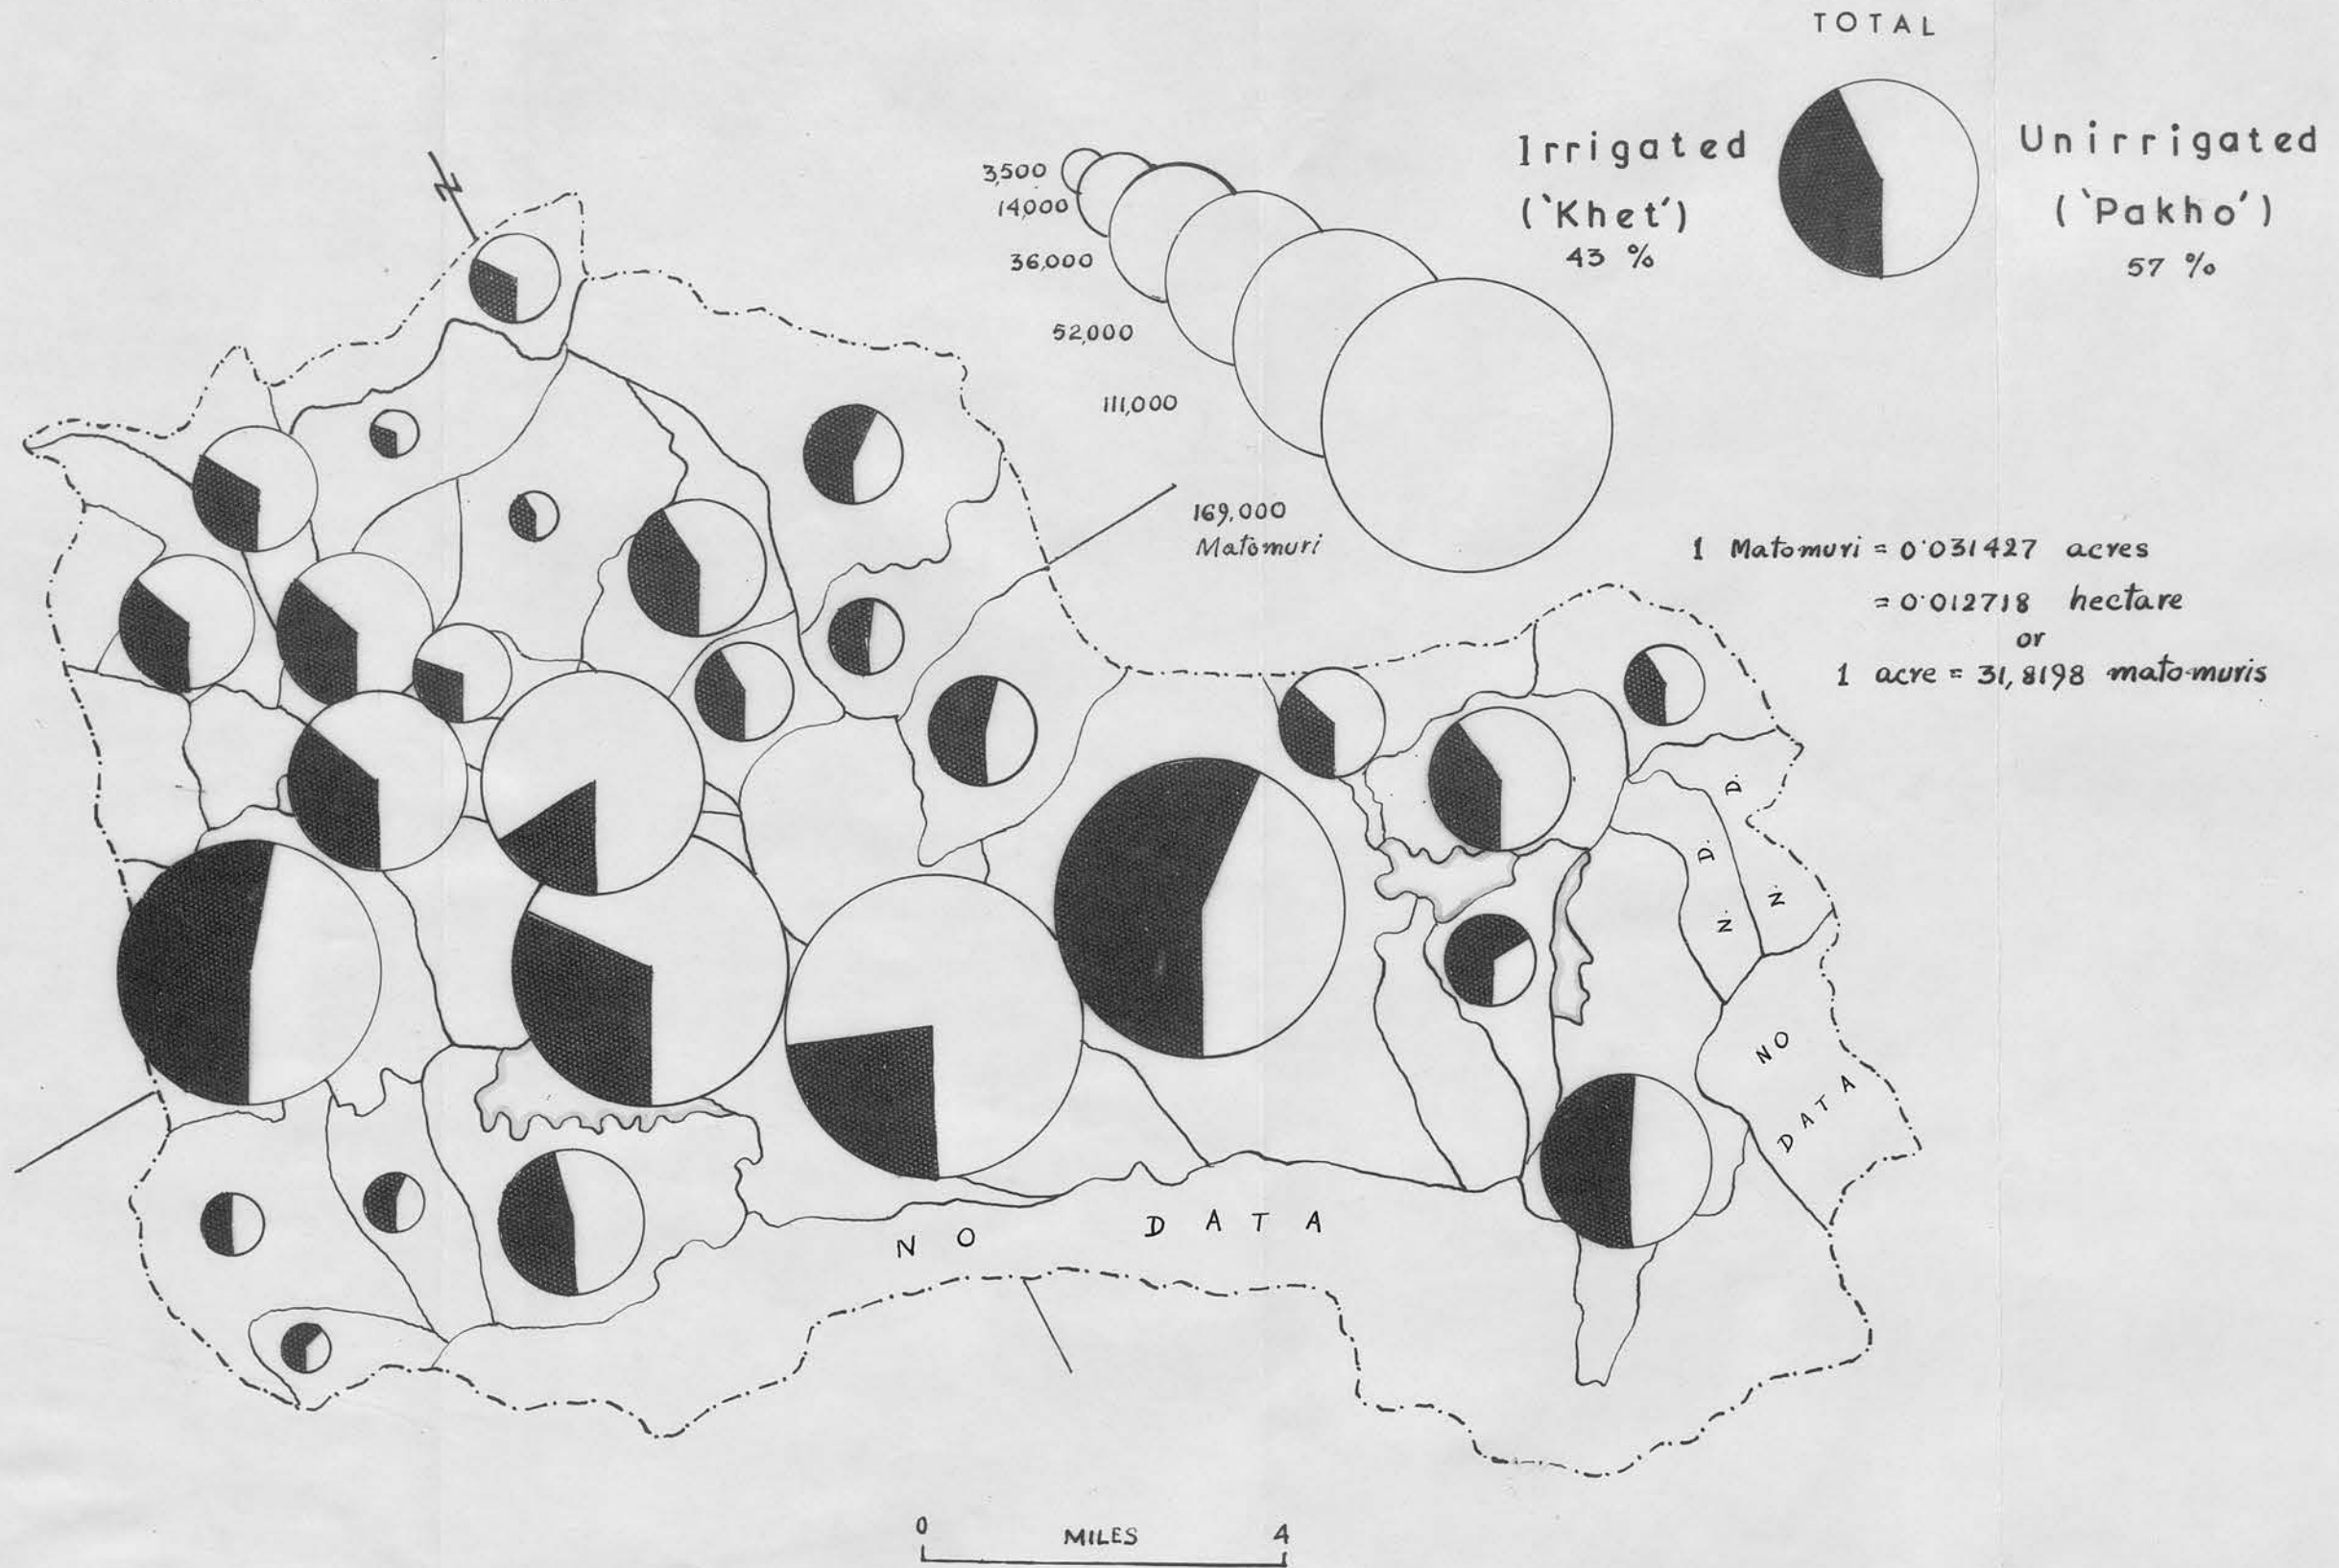 TOTAL
Irrigated
(‘Khet’)
43 %
Unirrigated
(‘Pakho’)
57 %
N
3,500
14,000
36,000
52,000
111,000
169,000
Matomuri
1 Matomuri = 0·031427 acres
= 0·012718 hectare
or
1 acre = 31,8198 mato-muris
N. D.
N. D.
NO
DATA
NO DATA
0 MILES 4